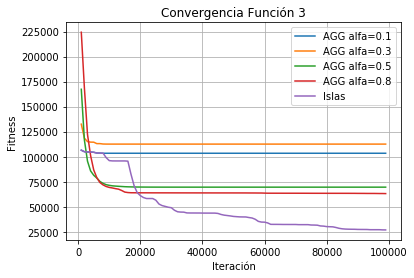 Convergencia Función 3
Fitness
225000
200000
175000
150000
125000
100000
75000
50000
25000
AGG alfa=0.1
AGG alfa=0.3
AGG alfa=0.5
AGG alfa=0.8
Islas
0 20000 40000 60000 80000 100000
Iteración